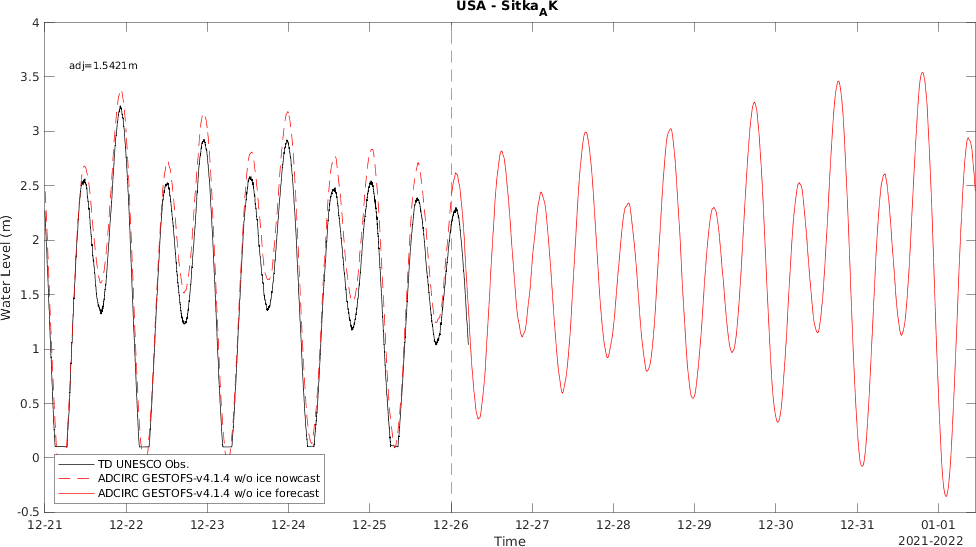 USA - Sitka_AK
4
adj=1.5421m
3.5
3
2.5
2
1.5
1
0.5
0
-0.5
Water Level (m)
TD UNESCO Obs.
ADCIRC GESTOFS-v4.1.4 w/o ice nowcast
ADCIRC GESTOFS-v4.1.4 w/o ice forecast
12-21 12-22 12-23 12-24 12-25 12-26 12-27 12-28 12-29 12-30 12-31 01-01
Time
2021-2022